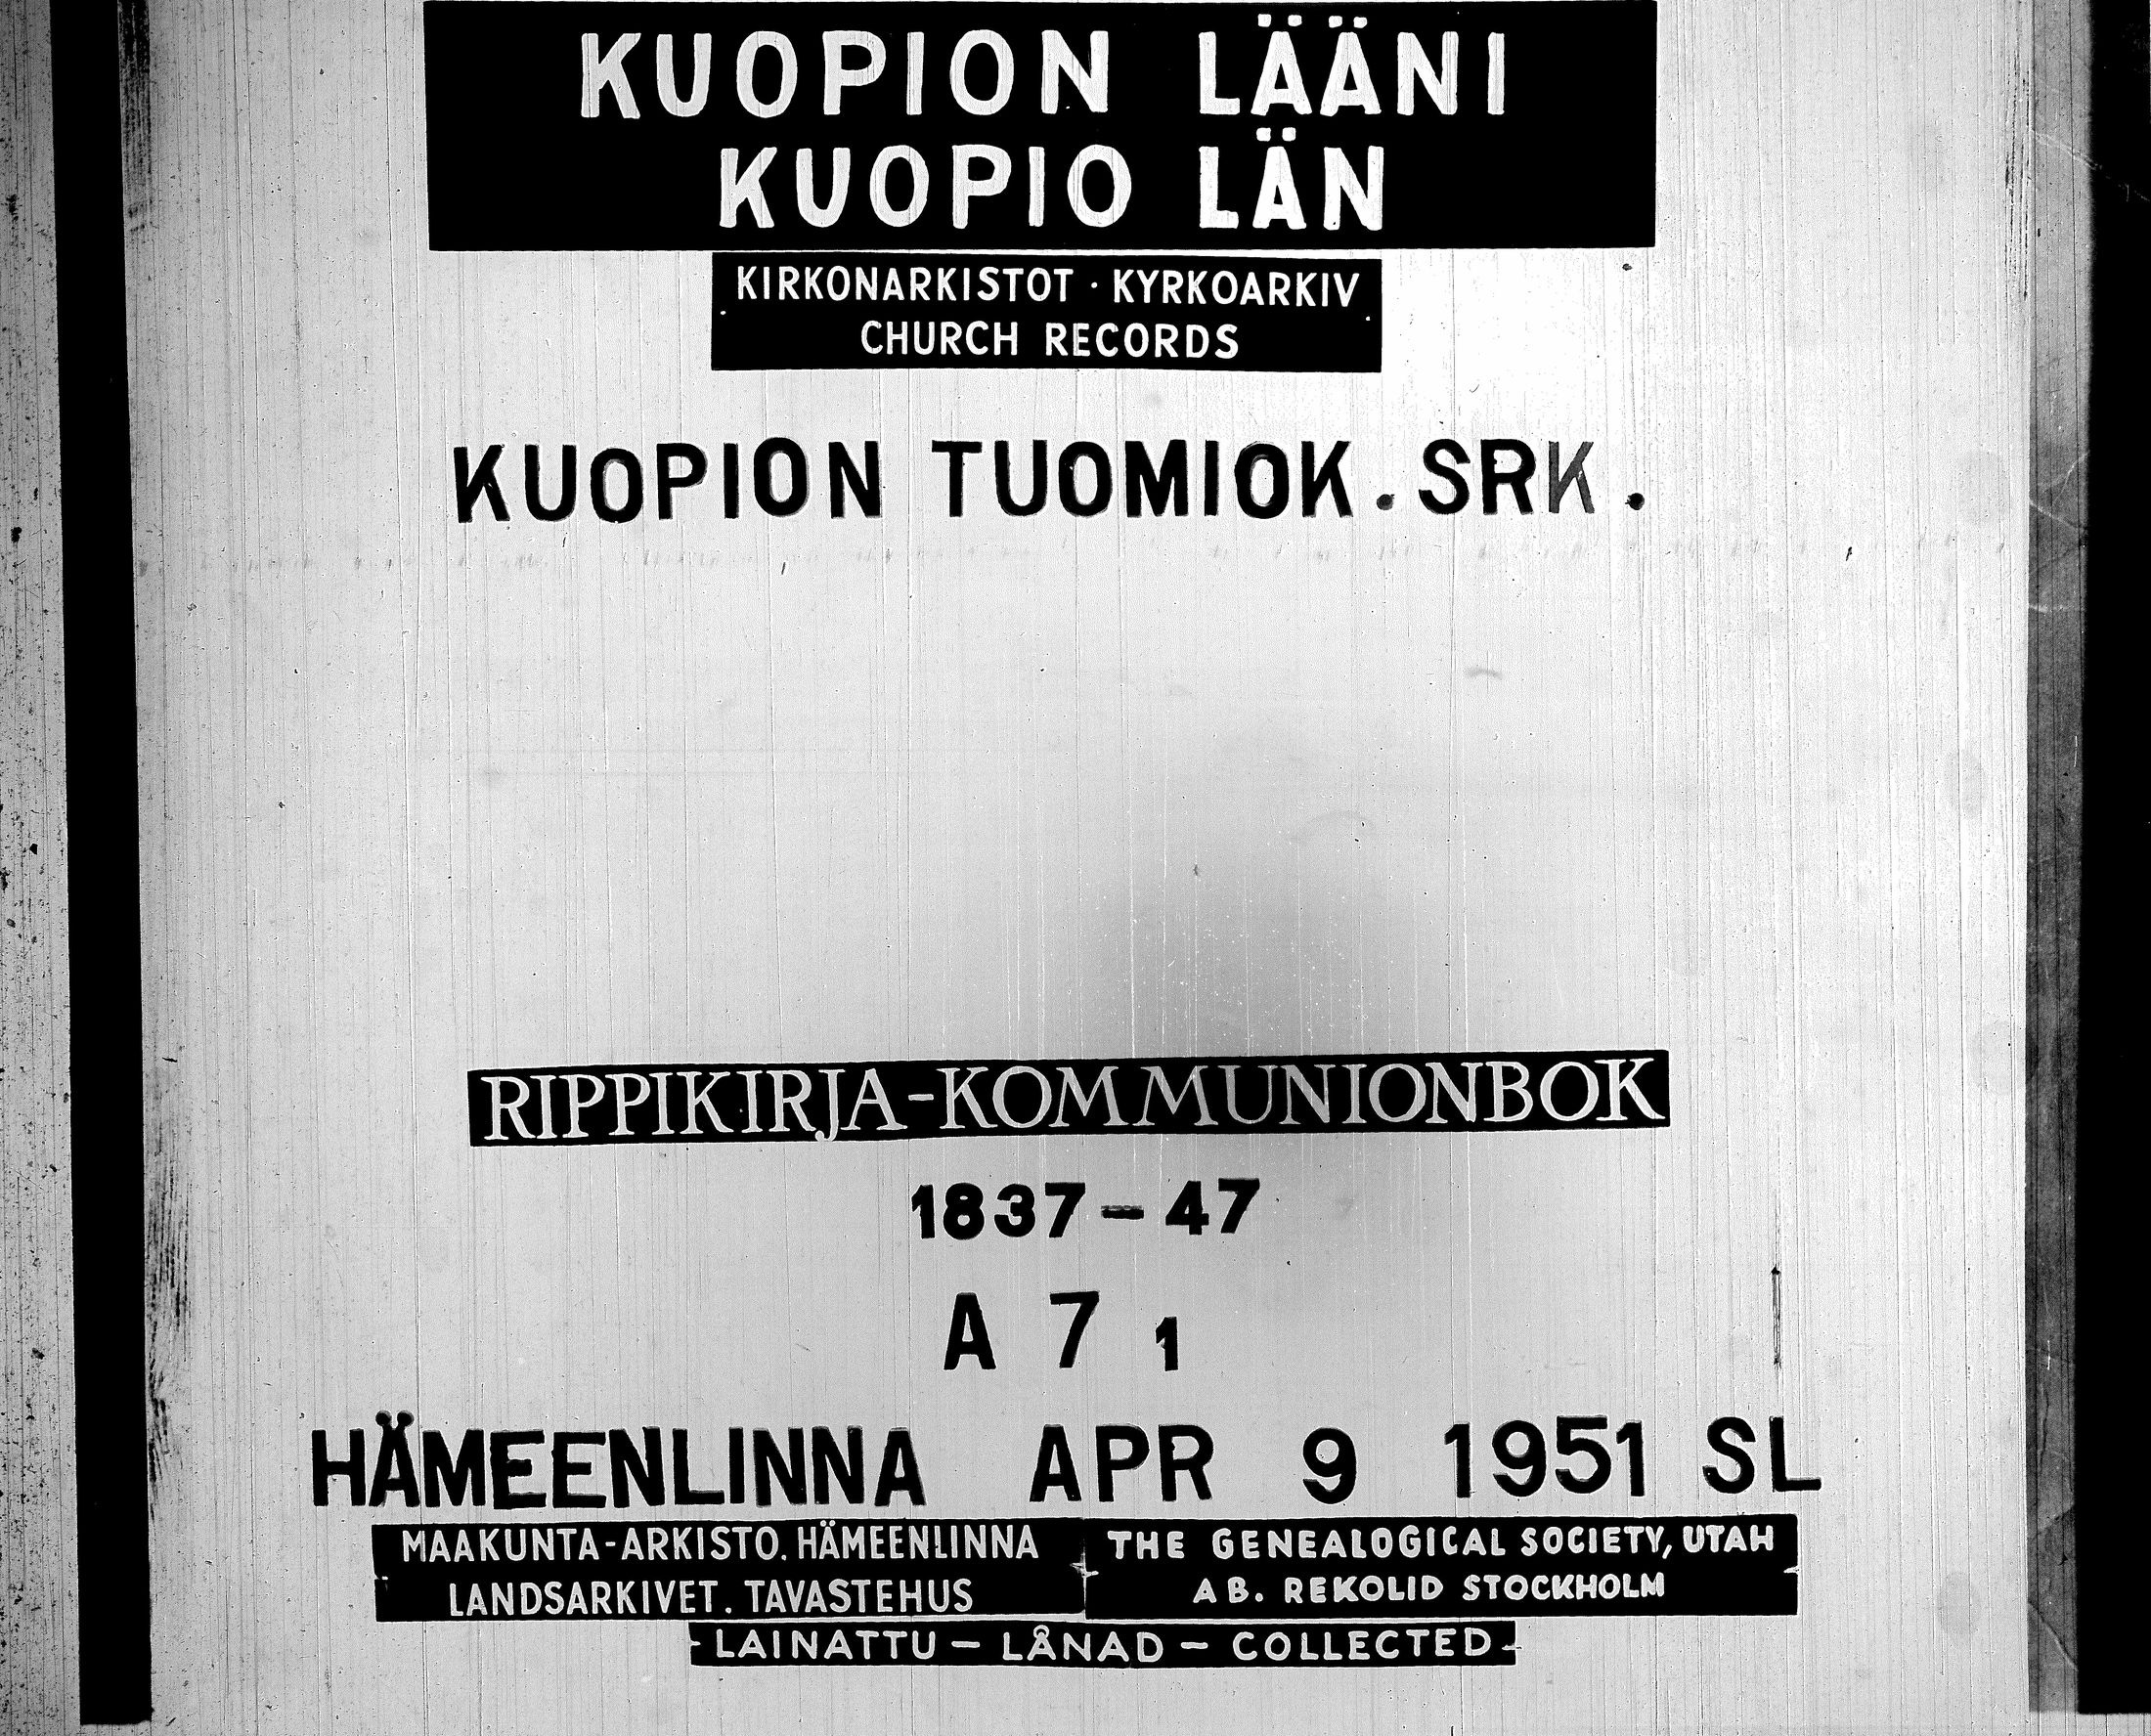 KUOPION LÄÄNI
KUOPIO LÄN
KIRKONARKISTOT · KYRKOARKIV
CHURCH RECORDS
KUOPION TUOMIOK. SRK.
RIPPIKIRJA-KOMMUNIONBOK
1837-47
A 7 1
HÄMEENLINNA APR 9 1951 SL
MAAKUNTA-ARKISTO. HÄMEENLINNA
LANDSARKIVET. TAVASTEHUS
THE GENEALOGICAL SOCIETY, UTAH
AB. REKOLID STOCKHOLM
-LAINATTU - LÅNAD - COLLECTED-